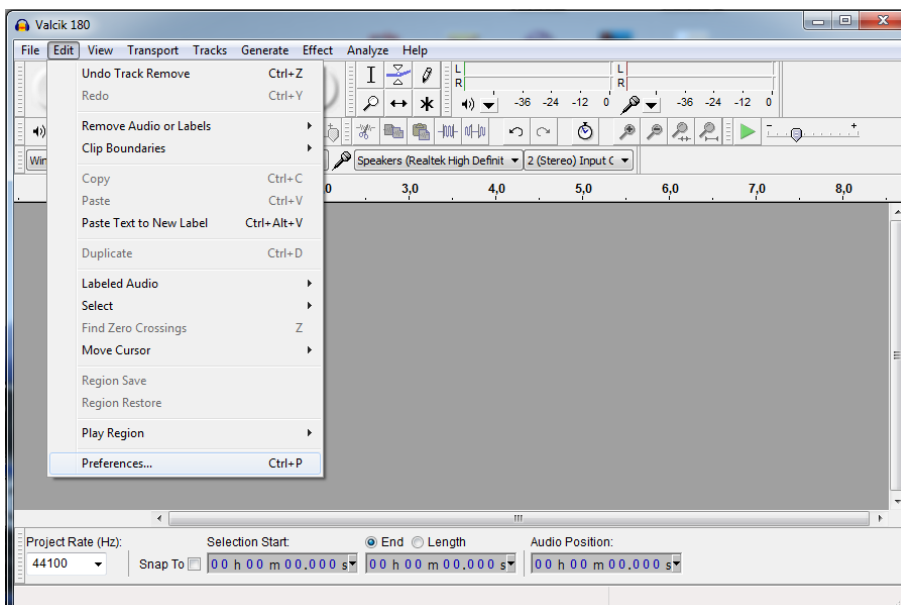 Valcik 180
File Edit View Transport Tracks Generate Effect Analyze Help
Undo Track Remove Ctrl+Z
Redo Ctrl+Y
Remove Audio or Labels
Clip Boundaries
Copy Ctrl+C
Paste Ctrl+V
Paste Text to New Label Ctrl+Alt+V
Duplicate Ctrl+D
Labeled Audio
Select
Find Zero Crossings Z
Move Cursor
Region Save
Region Restore
Play Region
Preferences... Ctrl+P
L
R
L
R
-36 -24 -12 0 -36 -24 -12 0
Speakers (Realtek High Definit 2 (Stereo) Input C
3,0 4,0 5,0 6,0 7,0 8,0
Project Rate (Hz): Selection Start: End Length Audio Position:
44100 Snap To 00 h 00 m 00.000 s 00 h 00 m 00.000 s 00 h 00 m 00.000 s